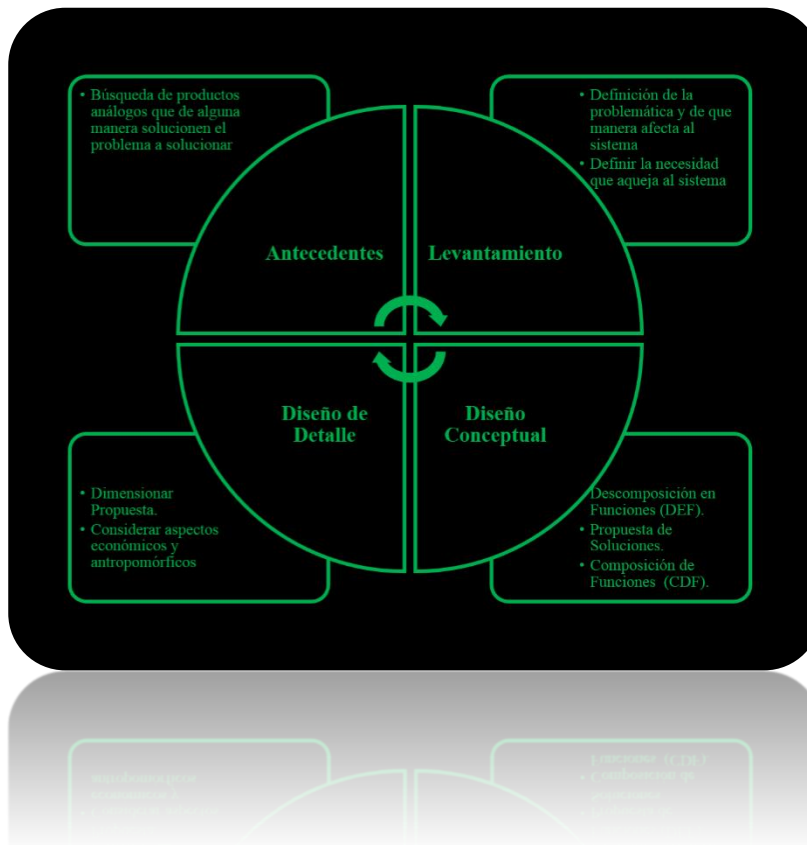 • Búsqueda de productos
análogos que de alguna
manera solucionen el
problema a solucionar
• Definición de la
problemática y de que
manera afecta al
sistema
• Definir la necesidad
que aqueja al sistema
Antecedentes
Levantamiento
Diseño de
Detalle
Diseño
Conceptual
• Dimensionar
Propuesta.
• Considerar aspectos
económicos y
antropomórficos
Descomposición en
Funciones (DEF).
• Propuesta de
Soluciones.
• Composición de
Funciones (CDF).